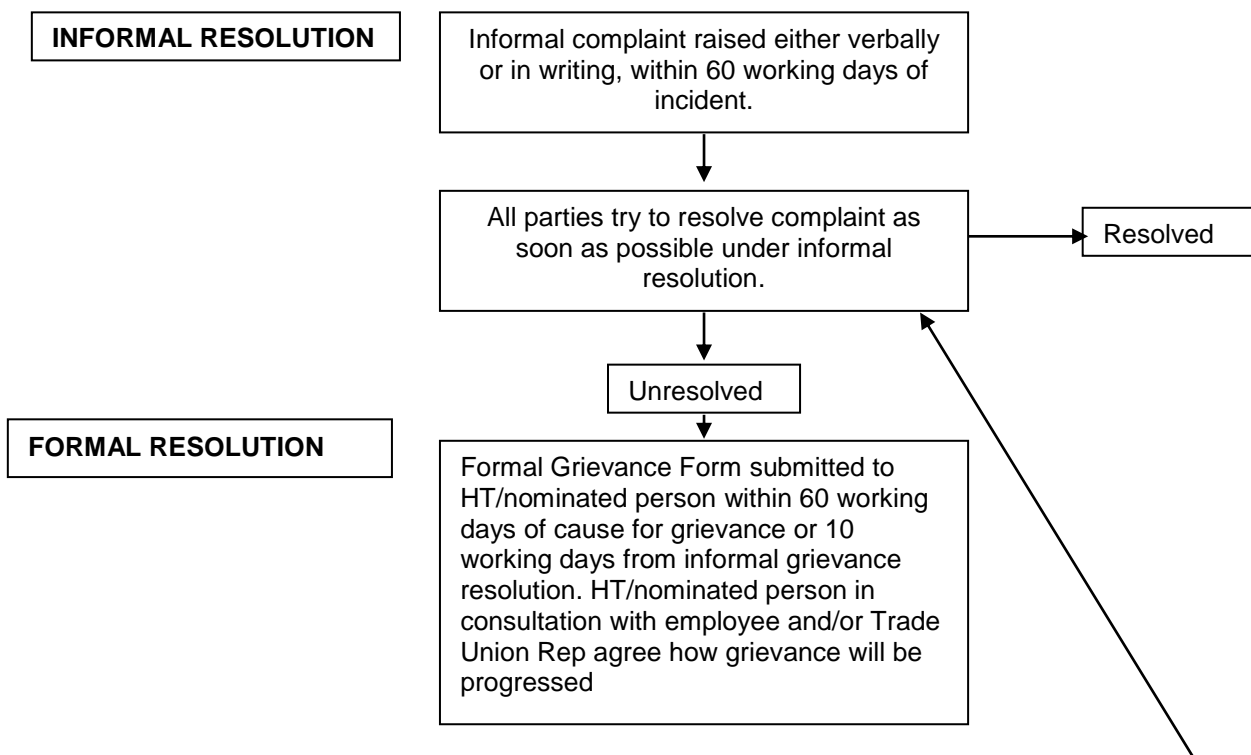 INFORMAL RESOLUTION
Informal complaint raised either verbally
or in writing, within 60 working days of
incident.
All parties try to resolve complaint as
soon as possible under informal
resolution.
Resolved
Unresolved
FORMAL RESOLUTION
Formal Grievance Form submitted to
HT/nominated person within 60 working
days of cause for grievance or 10
working days from informal grievance
resolution. HT/nominated person in
consultation with employee and/or Trade
Union Rep agree how grievance will be
progressed